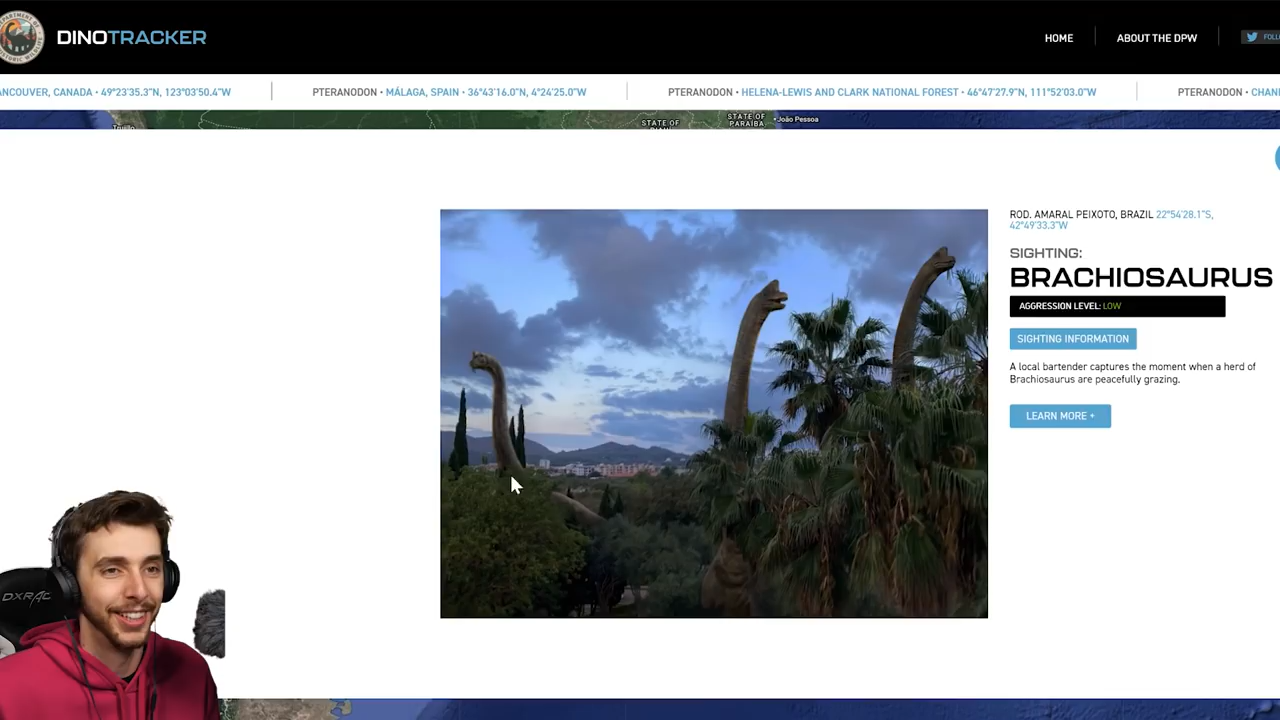 DINOTRACKER
HOME
ABOUT THE DPW
ANCOUVER, CANADA • 49°23'35.3"N, 123°03'50.4"W
PTERANODON • MÁLAGA, SPAIN • 36°43'16.0"N, 4°24'25.0"W
PTERANODON • HELENA-LEWIS AND CLARK NATIONAL FOREST • 46°47'27.9"N, 111°52'03.0"W
PTERANODON • CHAN
Trujillo
STATE OF
STATE OF
PARAÍBA
João Pessoa
ROD. AMARAL PEIXOTO, BRAZIL 22°54'28.1"S,
42°49'33.3"W
SIGHTING:
BRACHIOSAURUS
AGGRESSION LEVEL: LOW
SIGHTING INFORMATION
A local bartender captures the moment when a herd of
Brachiosaurus are peacefully grazing.
LEARN MORE +
DXRAC